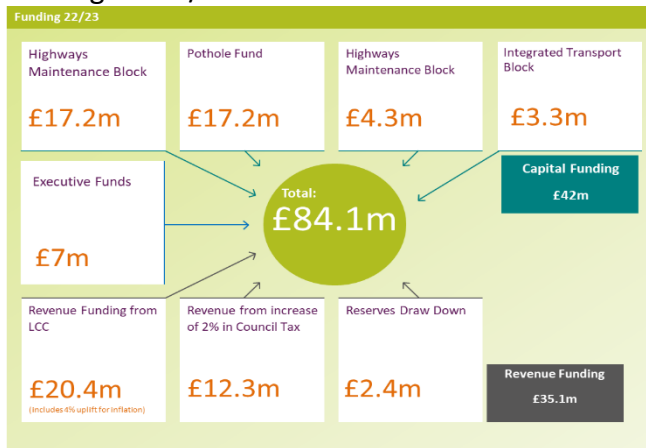 Funding 22/23
Highways
Maintenance Block
£17.2m
Pothole Fund
£17.2m
Highways
Maintenance Block
£4.3m
Integrated Transport
Block
£3.3m
Capital Funding
£42m
Executive Funds
£7m
Total:
£84.1m
Revenue Funding from
LCC
£20.4m
(Includes 4% uplift for inflation)
Revenue from increase
of 2% in Council Tax
£12.3m
Reserves Draw Down
£2.4m
Revenue Funding
£35.1m